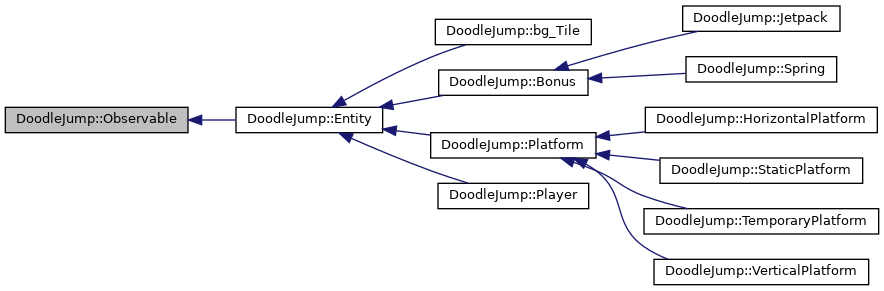 DoodleJump::Observable
DoodleJump::Entity
DoodleJump::bg_Tile
DoodleJump::Bonus
DoodleJump::Jetpack
DoodleJump::Spring
DoodleJump::Platform
DoodleJump::HorizontalPlatform
DoodleJump::StaticPlatform
DoodleJump::TemporaryPlatform
DoodleJump::VerticalPlatform
DoodleJump::Player